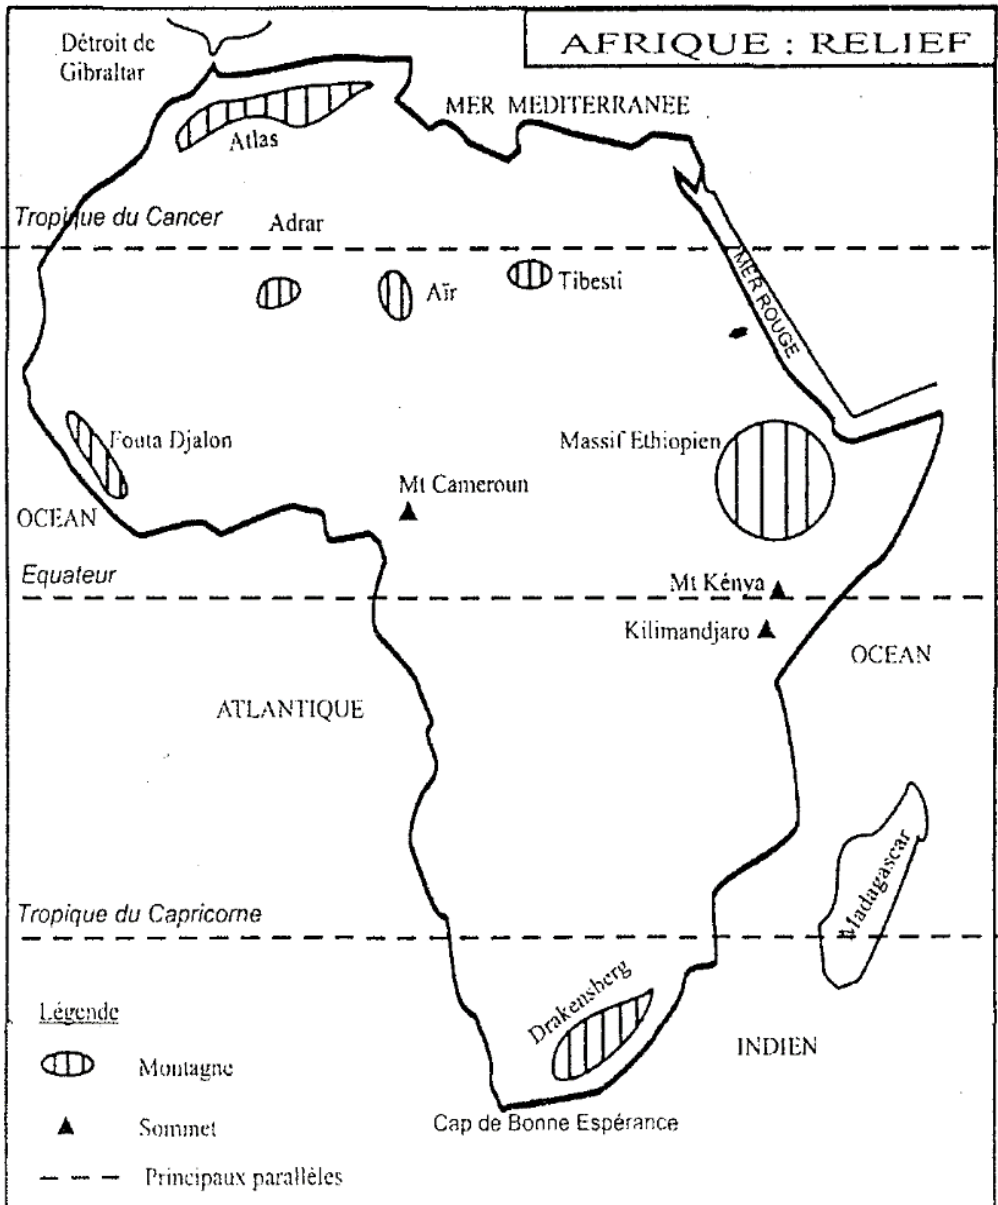 Détroit de
Gibraltar
AFRIQUE : RELIEF
MER MEDITERRANEE
Atlas
Tropique du Cancer
Adrar
Aïr
Tibesti
MER ROUGE
Fouta Djalon
Massif Ethiopien
Mt Cameroun
OCEAN
Equateur
Mt Kénya
Kilimandjaro
OCEAN
ATLANTIQUE
Madagascar
Tropique du Capricorne
Drakensberg
Légende
INDIEN
Montagne
Cap de Bonne Espérance
Sommet
Principaux parallèles